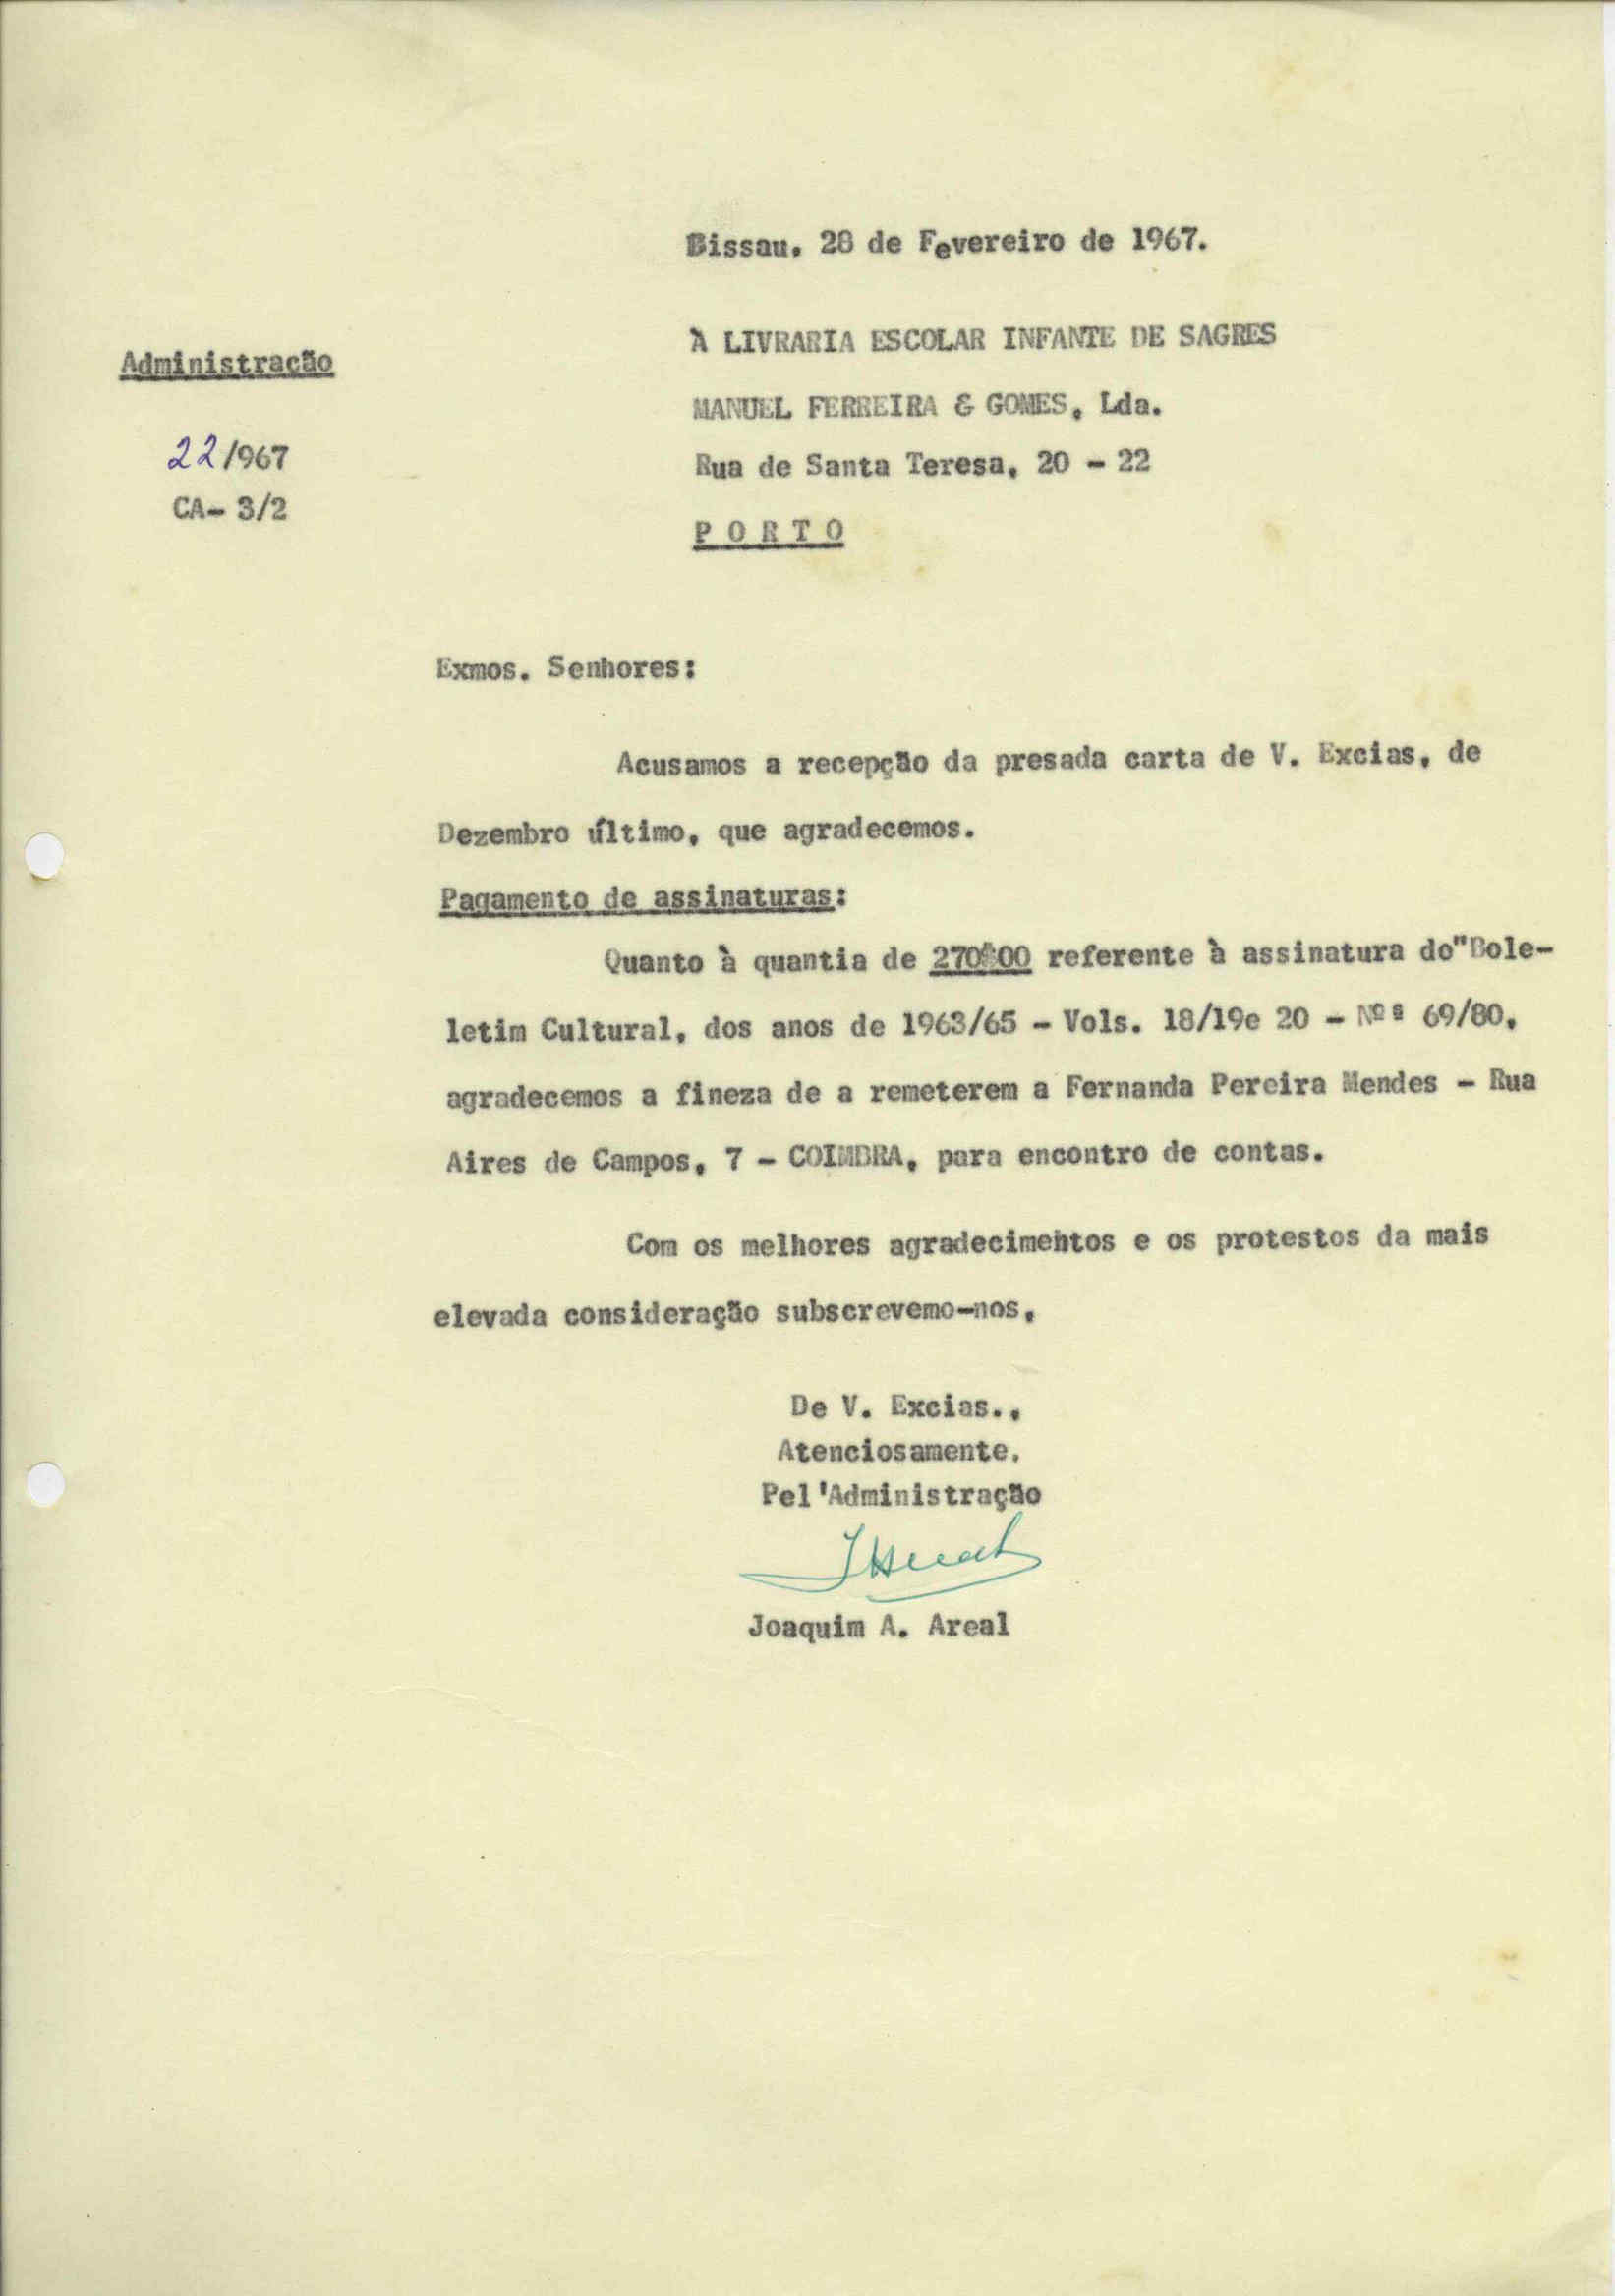 Bissau, 28 de Fevereiro de 1967.
À LIVRARIA ESCOLAR INFANTE DE SAGRES
Administração
MANUEL FERREIRA & GOMES, Lda.
22/967
Rua de Santa Teresa, 20 - 22
CA- 3/2
P O R T O
Exmos. Senhores:
Acusamos a recepção da presada carta de V. Excias, de
Dezembro último, que agradecemos.
Pagamento de assinaturas:
Quanto à quantia de 270$00 referente à assinatura do"Bole-
letim Cultural, dos anos de 1963/65 - Vols. 18/19e 20 - Nºs 69/80,
agradecemos a fineza de a remeterem a Fernanda Pereira Mendes - Rua
Aires de Campos, 7 - COIMBRA, para encontro de contas.
Com os melhores agradecimentos e os protestos da mais
elevada consideração subscrevemo-nos,
De V. Excias.,
Atenciosamente,
Pel'Administração
JAreal
Joaquim A. Areal